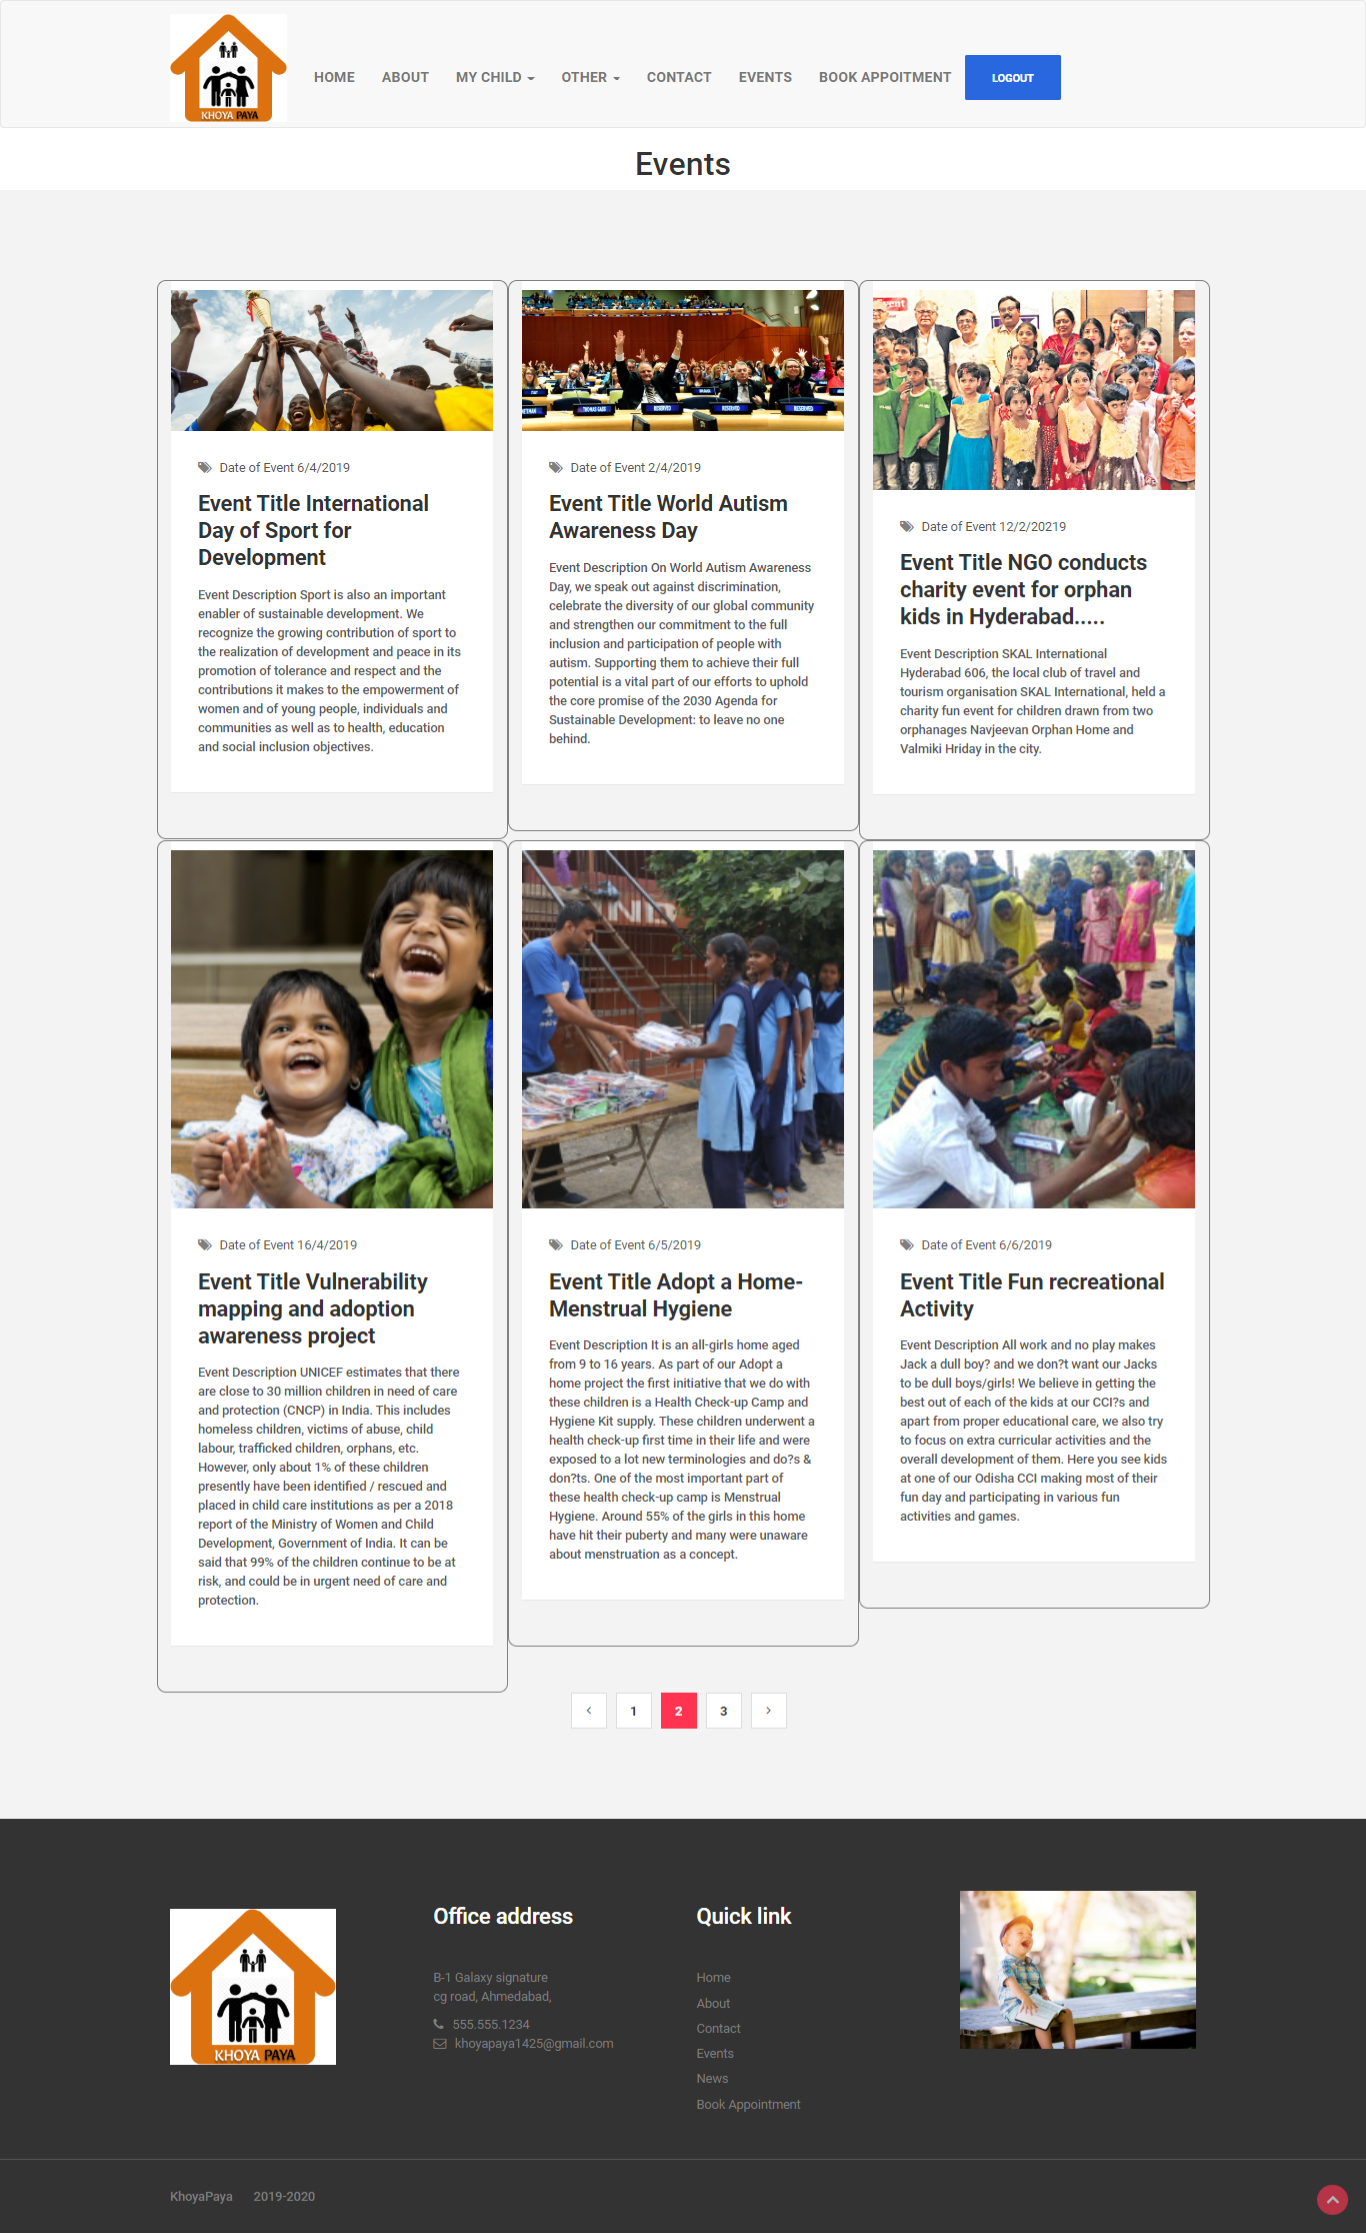 KHOYA PAYA
HOME ABOUT MY CHILD OTHER CONTACT EVENTS BOOK APPOITMENT LOGOUT
Events
Date of Event 6/4/2019
Event Title International
Day of Sport for
Development
Event Description Sport is also an important
enabler of sustainable development. We
recognize the growing contribution of sport to
the realization of development and peace in its
promotion of tolerance and respect and the
contributions it makes to the empowerment of
women and of young people, individuals and
communities as well as to health, education
and social inclusion objectives.
THOMAS GASS
RESERVED
RESERVED
RESERVED
Date of Event 2/4/2019
Event Title World Autism
Awareness Day
Event Description On World Autism Awareness
Day, we speak out against discrimination,
celebrate the diversity of our global community
and strengthen our commitment to the full
inclusion and participation of people with
autism. Supporting them to achieve their full
potential is a vital part of our efforts to uphold
the core promise of the 2030 Agenda for
Sustainable Development: to leave no one
behind.
Date of Event 12/2/20219
Event Title NGO conducts
charity event for orphan
kids in Hyderabad.....
Event Description SKAL International
Hyderabad 606, the local club of travel and
tourism organisation SKAL International, held a
charity fun event for children drawn from two
orphanages Navjeevan Orphan Home and
Valmiki Hriday in the city.
Date of Event 16/4/2019
Event Title Vulnerability
mapping and adoption
awareness project
Event Description UNICEF estimates that there
are close to 30 million children in need of care
and protection (CNCP) in India. This includes
homeless children, victims of abuse, child
labour, trafficked children, orphans, etc.
However, only about 1% of these children
presently have been identified / rescued and
placed in child care institutions as per a 2018
report of the Ministry of Women and Child
Development, Government of India. It can be
said that 99% of the children continue to be at
risk, and could be in urgent need of care and
protection.
Date of Event 6/5/2019
Event Title Adopt a Home-
Menstrual Hygiene
Event Description It is an all-girls home aged
from 9 to 16 years. As part of our Adopt a
home project the first initiative that we do with
these children is a Health Check-up Camp and
Hygiene Kit supply. These children underwent a
health check-up first time in their life and were
exposed to a lot new terminologies and do?s &
don?ts. One of the most important part of
these health check-up camp is Menstrual
Hygiene. Around 55% of the girls in this home
have hit their puberty and many were unaware
about menstruation as a concept.
Date of Event 6/6/2019
Event Title Fun recreational
Activity
Event Description All work and no play makes
Jack a dull boy? and we don?t want our Jacks
to be dull boys/girls! We believe in getting the
best out of each of the kids at our CCI?s and
apart from proper educational care, we also try
to focus on extra curricular activities and the
overall development of them. Here you see kids
at one of our Odisha CCI making most of their
fun day and participating in various fun
activities and games.
‹ 1 2 3 ›
KHOYA PAYA
Office address
B-1 Galaxy signature
cg road, Ahmedabad,
555.555.1234
khoyapaya1425@gmail.com
Quick link
Home
About
Contact
Events
News
Book Appointment
KhoyaPaya 2019-2020